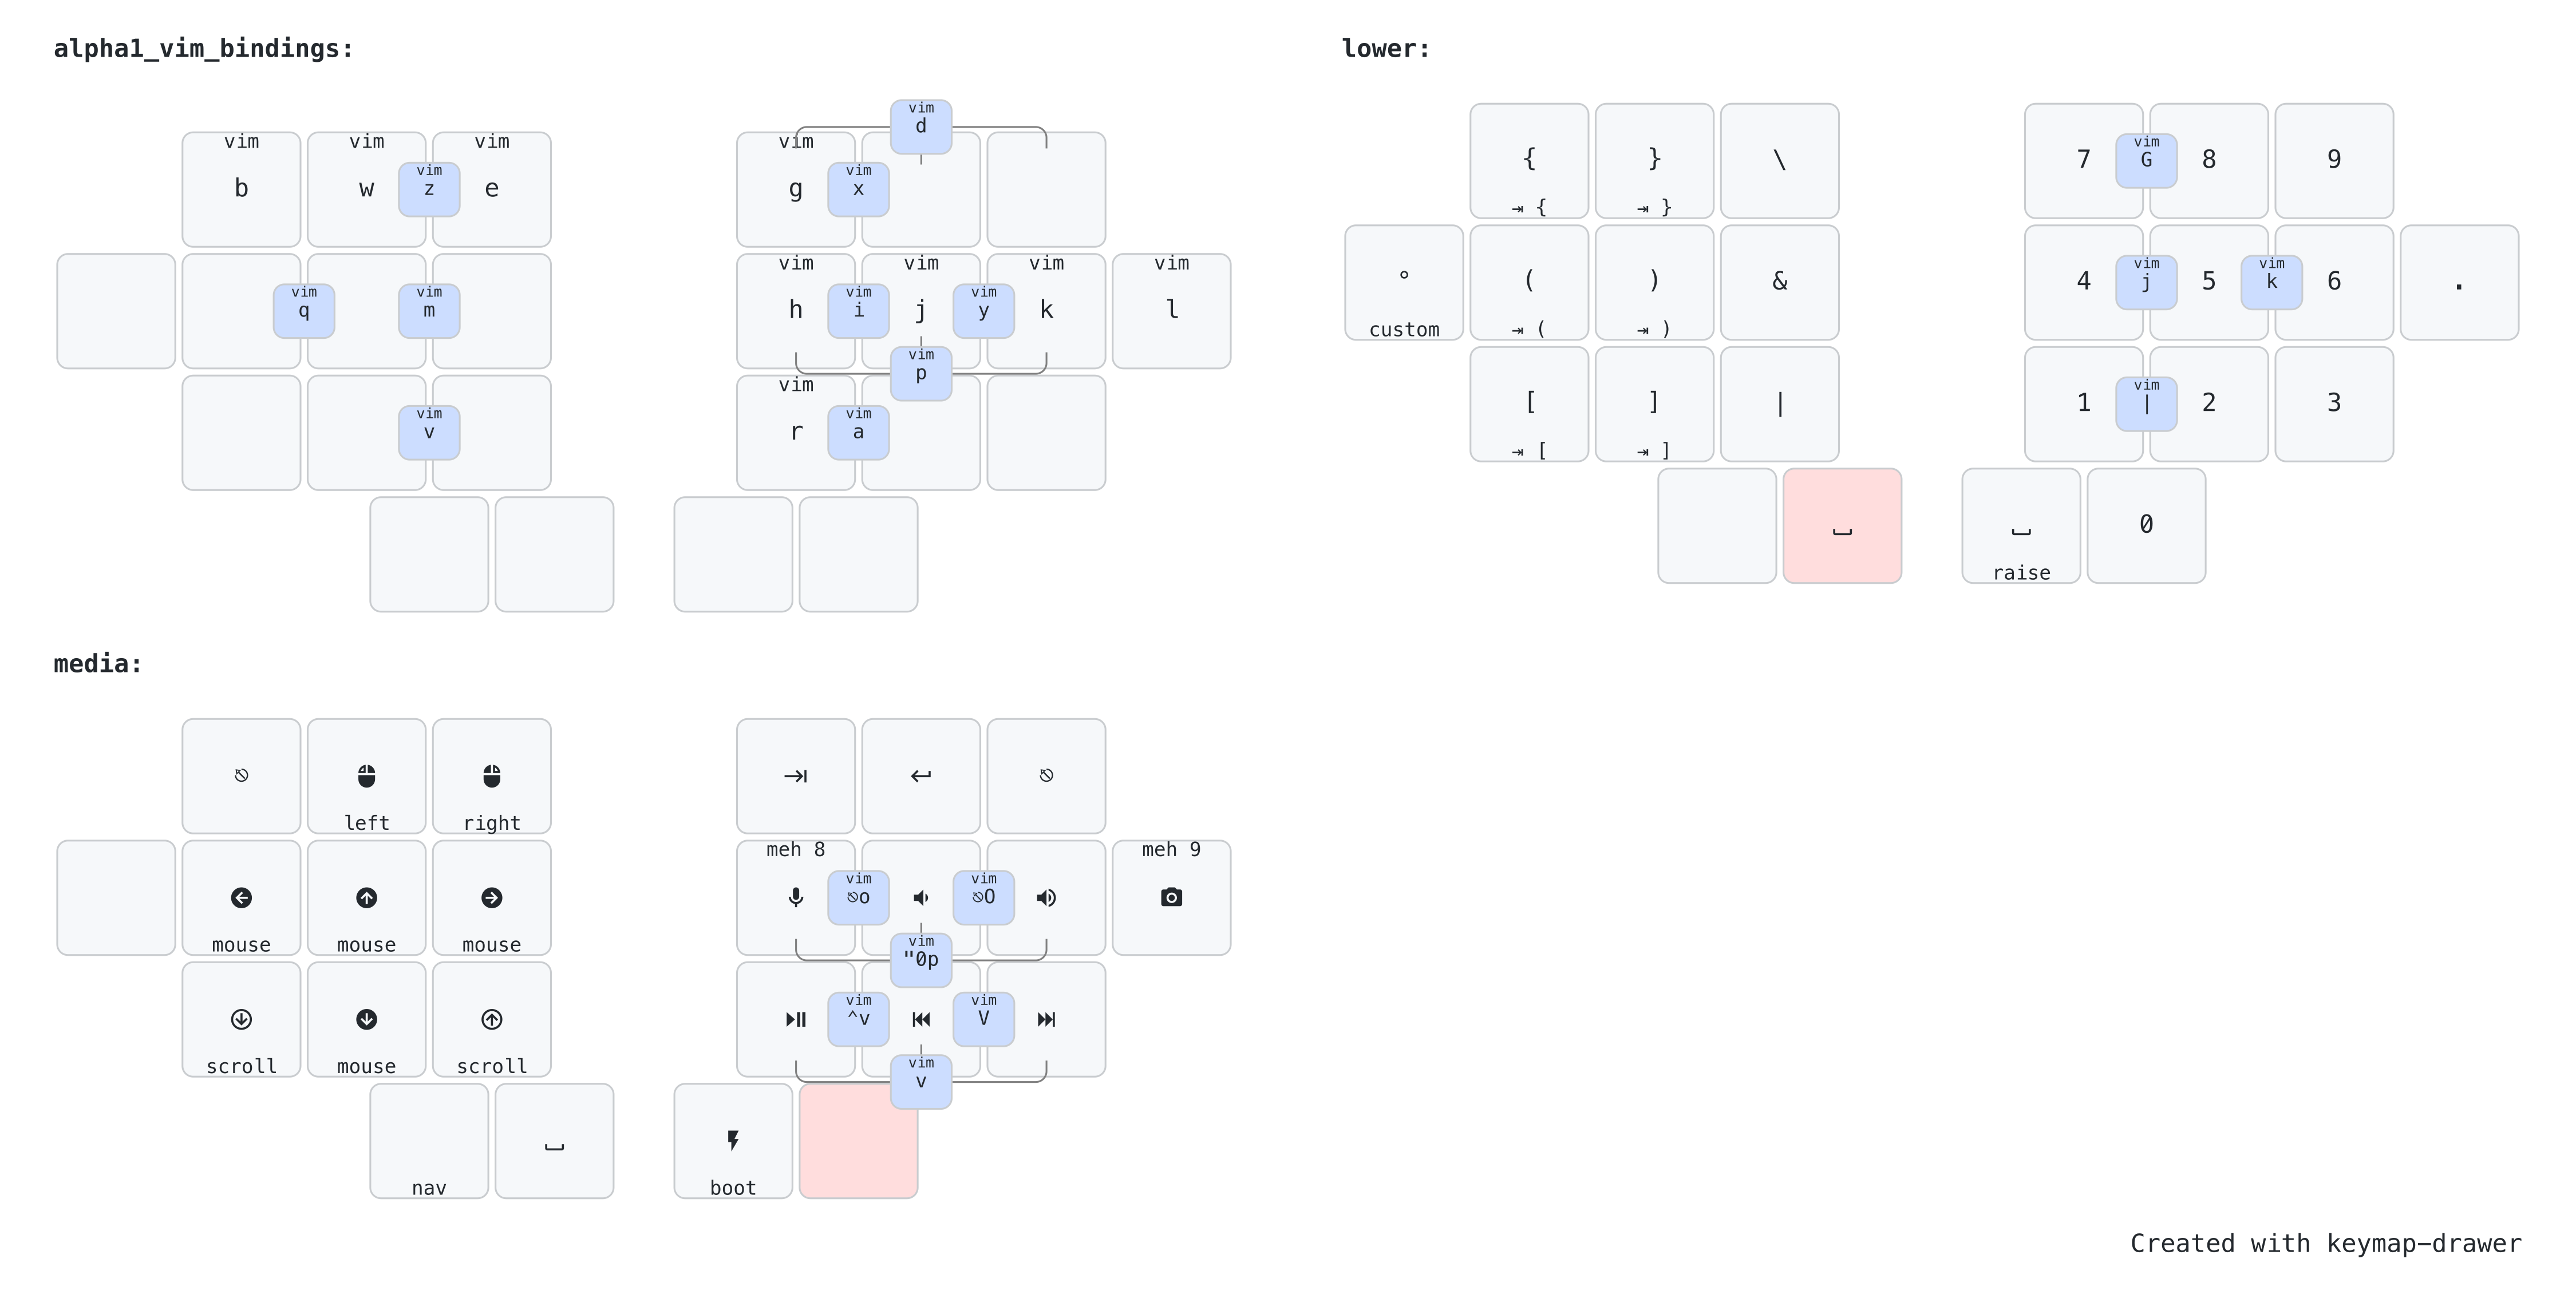 alpha1_vim_bindings:
vim d
vim b vim w vim z vim e vim g vim x
vim q vim m vim h vim i vim j vim y vim k vim l
vim p
vim v vim r vim a
lower:
{ ⇥ { } ⇥ } \ 7 vim G 8 9
° custom ( ⇥ ( ) ⇥ ) & 4 vim j 5 vim k 6 .
[ ⇥ [ ] ⇥ ] | 1 vim | 2 3
␣ ␣ raise 0
media:
⎋ left right ⇥ ↵ ⎋
mouse mouse mouse meh 8 vim ⎋o vim ⎋O meh 9
vim "0p
scroll mouse scroll vim ^v vim V
vim v
nav ␣ boot
Created with keymap-drawer